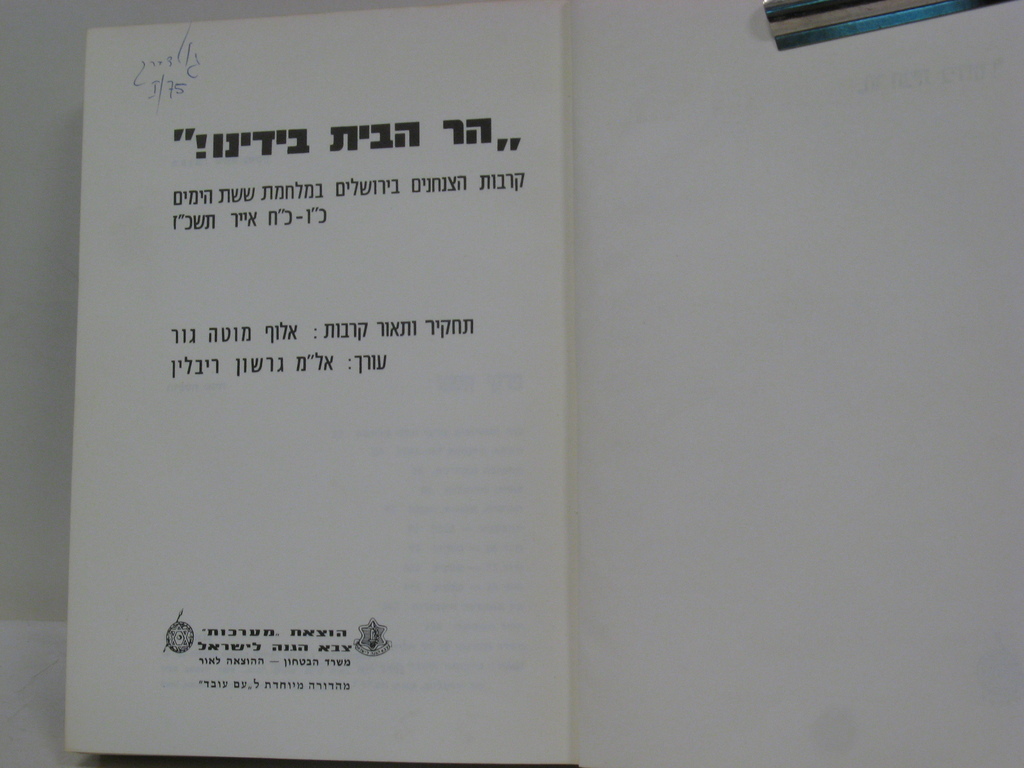 I/75
„הר הבית בידינו!"
קרבות הצנחנים בירושלים במלחמת ששת הימים
כ"ו-כ"ח אייר תשכ"ז
תחקיר ותאור קרבות: אלוף מוטה גור
עורך: אל"מ גרשון ריבלין
הוצאת „מערכות"
צבא הגנה לישראל
משרד הבטחון — ההוצאה לאור
מהדורה מיוחדת ל„עם עובד"